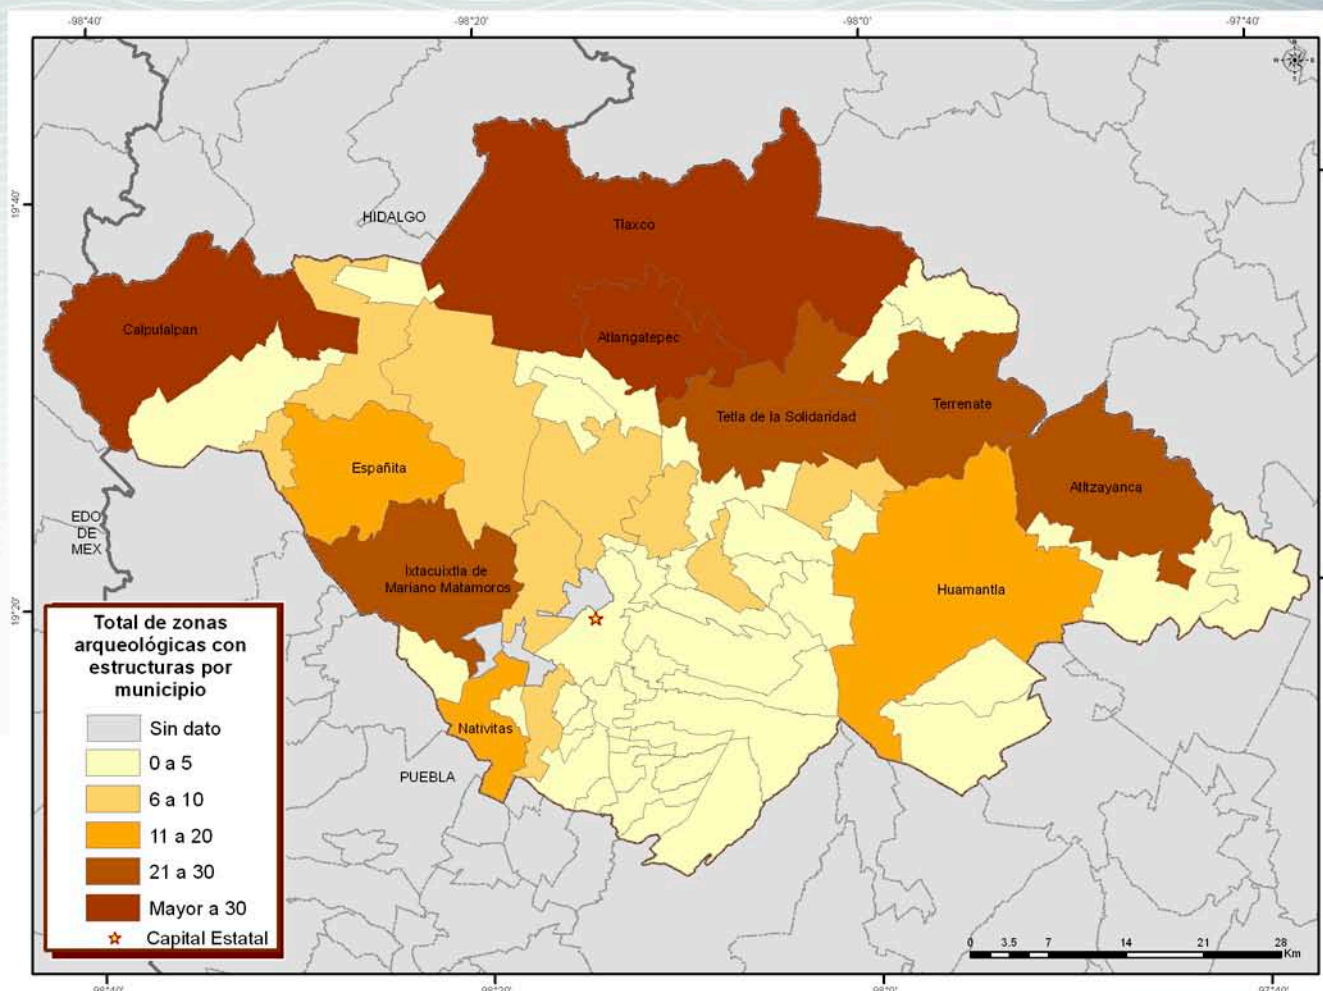 -98°40'
-98°20'
-98°0'
-97°40'
19°40'
HIDALGO
Tlaxco
Calpulalpan
Atlangatepec
Tetla de la Solidaridad
Terrenate
Españita
Atltzayanca
EDO
DE
MEX
Ixtacuixtla de
Mariano Matamoros
Huamantla
19°20'
Nativitas
PUEBLA
Total de zonas
arqueológicas con
estructuras por
municipio
Sin dato
0 a 5
6 a 10
11 a 20
21 a 30
Mayor a 30
Capital Estatal
0 3.5 7 14 21 28
Km